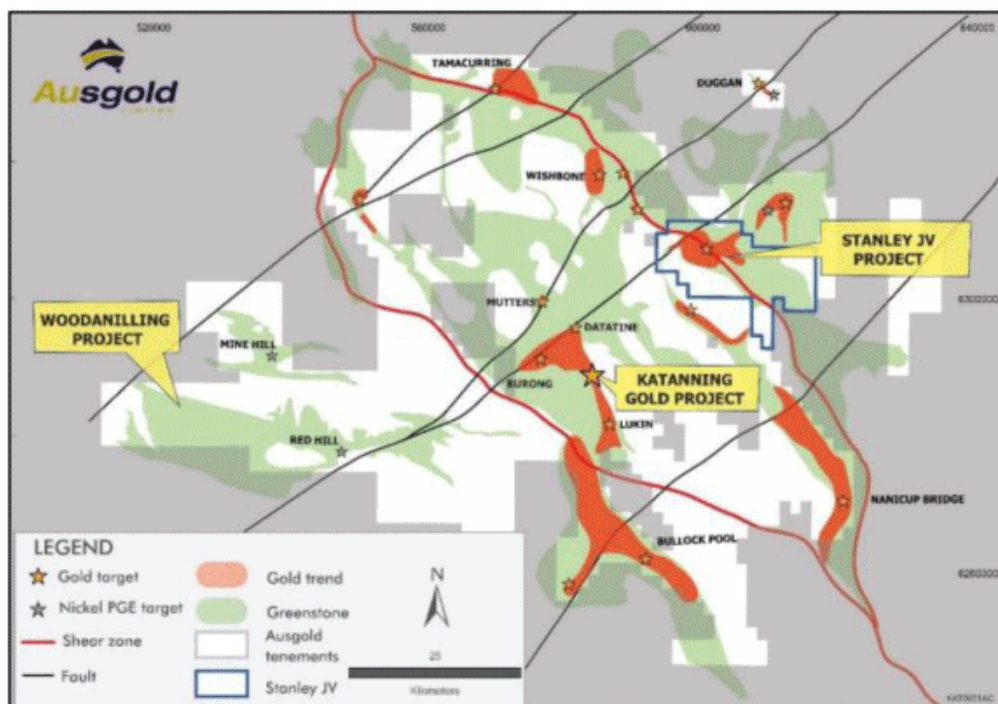 520000
560000
600000
640000
Ausgold
TAMACURRING
DUGGAN
WISHBONE
STANLEY JV
PROJECT
MUTTERS
6300000
WOODANILLING
PROJECT
MINE HILL
DATATINE
BURONG
KATANNING
GOLD PROJECT
LUKIN
RED HILL
NANICUP BRIDGE
BULLOCK POOL
6260000
LEGEND
Gold target
Nickel PGE target
Shear zone
Fault
Gold trend
Greenstone
Ausgold
tenements
Stanley JV
N
25
Kilometers